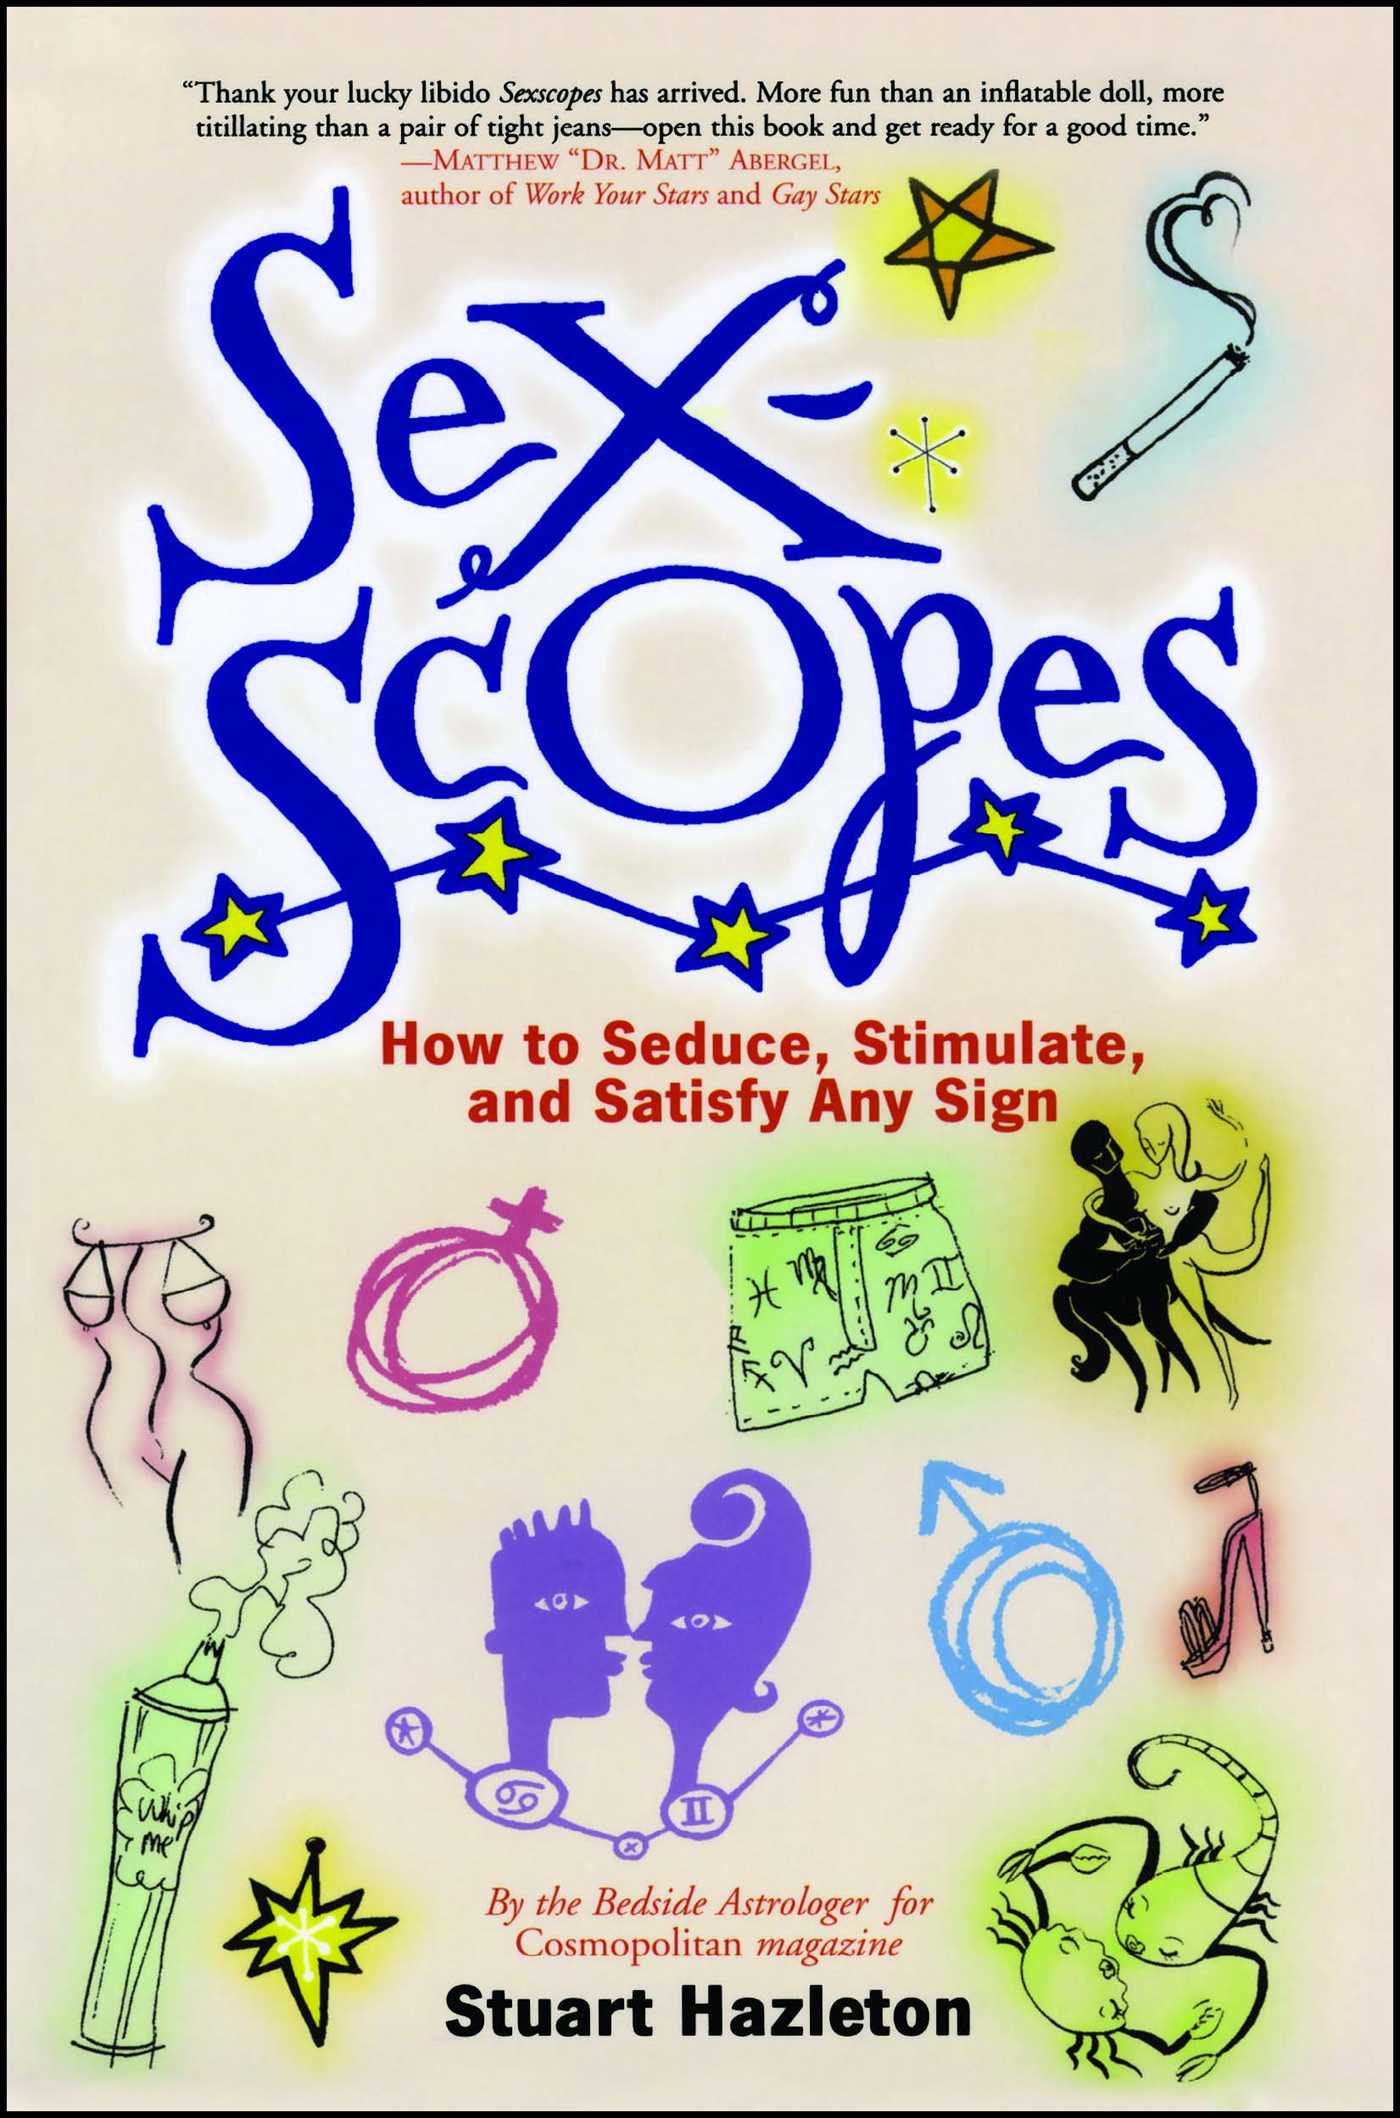 “Thank your lucky libido Sexscopes has arrived. More fun than an inflatable doll, more
titillating than a pair of tight jeans—open this book and get ready for a good time.”
—MATTHEW “DR. MATT” ABERGEL,
author of Work Your Stars and Gay Stars
Sex-
Scopes
How to Seduce, Stimulate,
and Satisfy Any Sign
Whip
me
By the Bedside Astrologer for
Cosmopolitan magazine
Stuart Hazleton